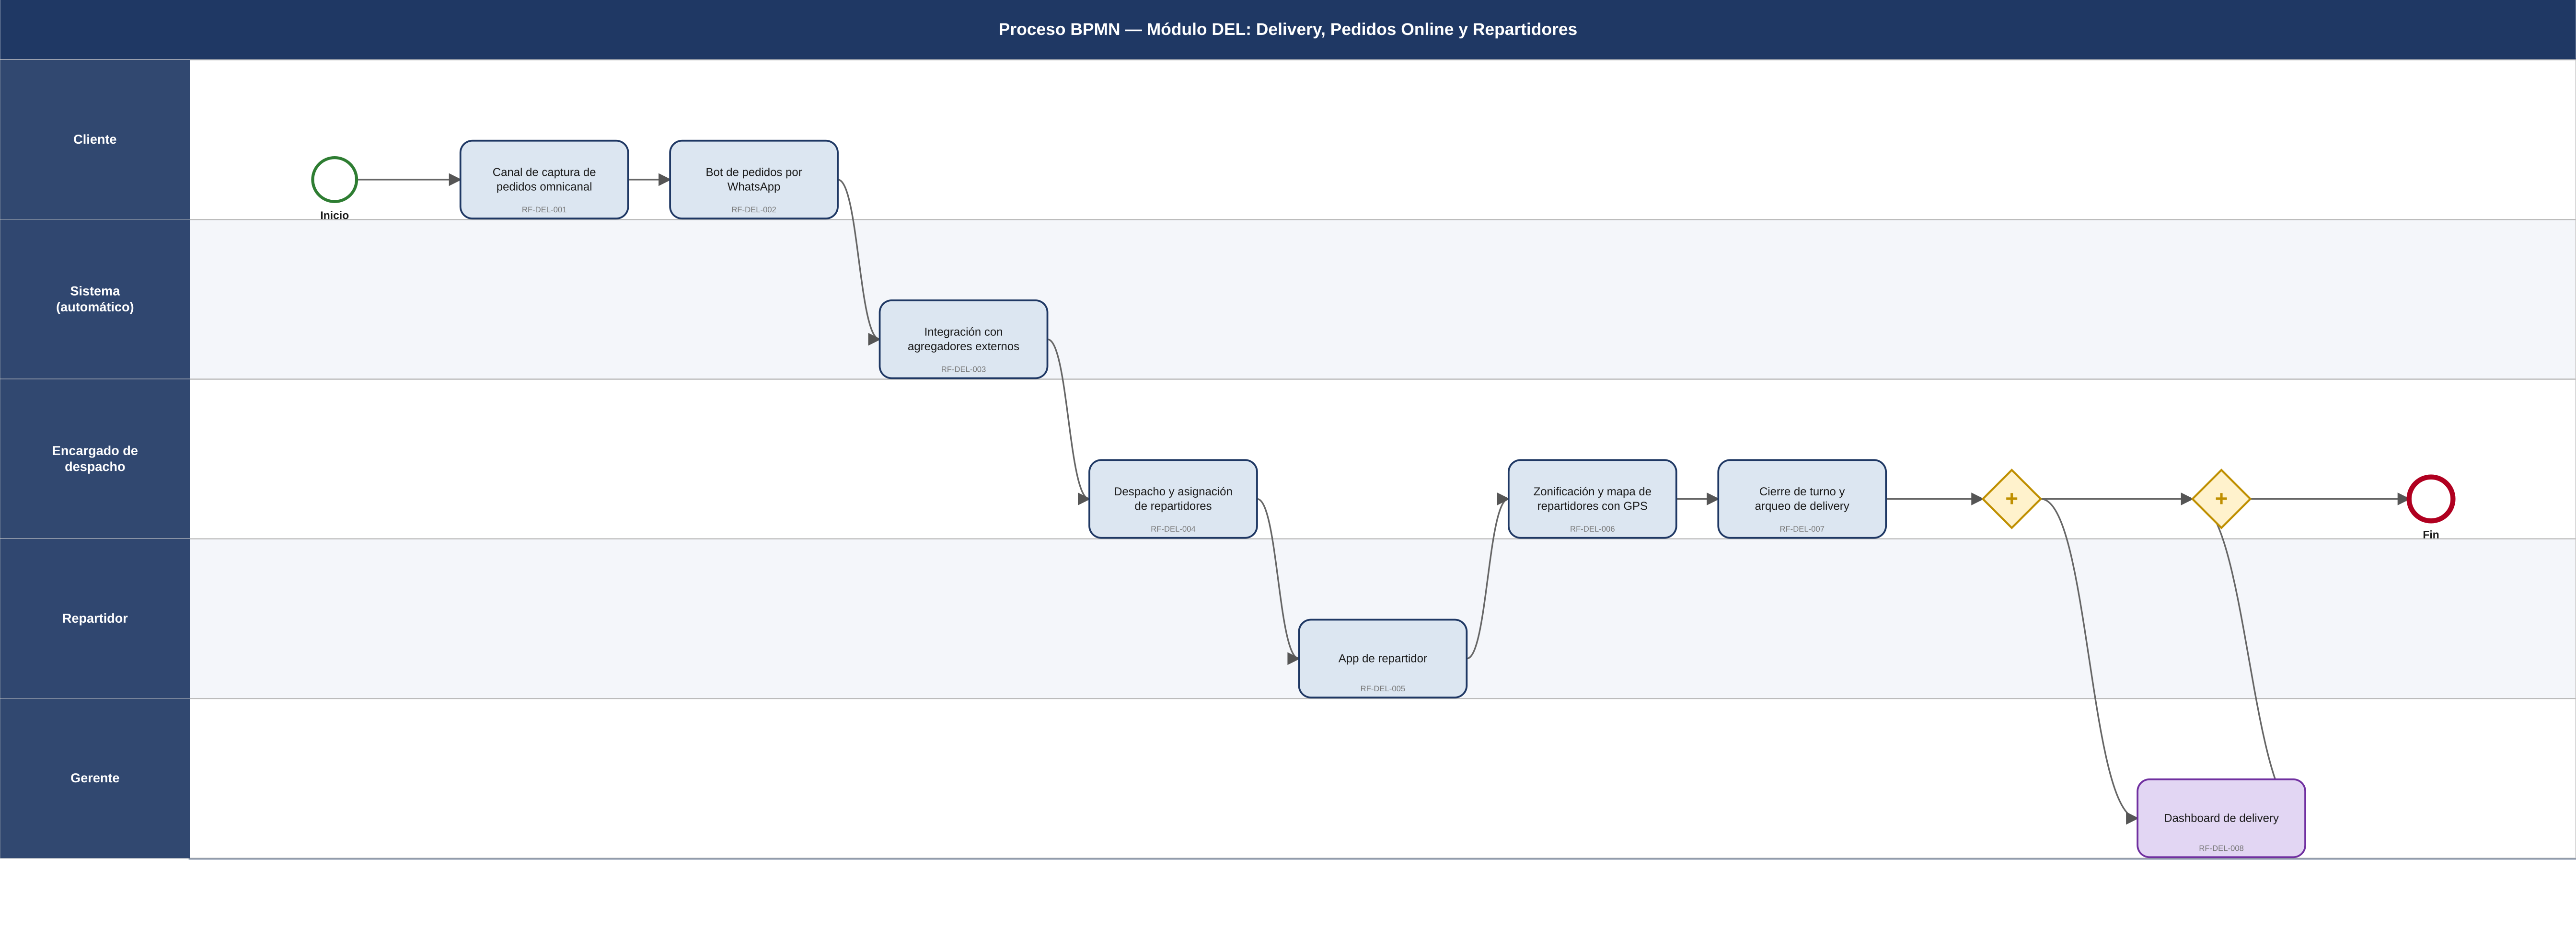 Proceso BPMN — Módulo DEL: Delivery, Pedidos Online y Repartidores
Cliente
Inicio
Canal de captura de
pedidos omnicanal
RF-DEL-001
Bot de pedidos por
WhatsApp
RF-DEL-002
Sistema
(automático)
Integración con
agregadores externos
RF-DEL-003
Encargado de
despacho
Despacho y asignación
de repartidores
RF-DEL-004
Zonificación y mapa de
repartidores con GPS
RF-DEL-006
Cierre de turno y
arqueo de delivery
RF-DEL-007
+
+
Fin
Repartidor
App de repartidor
RF-DEL-005
Gerente
Dashboard de delivery
RF-DEL-008